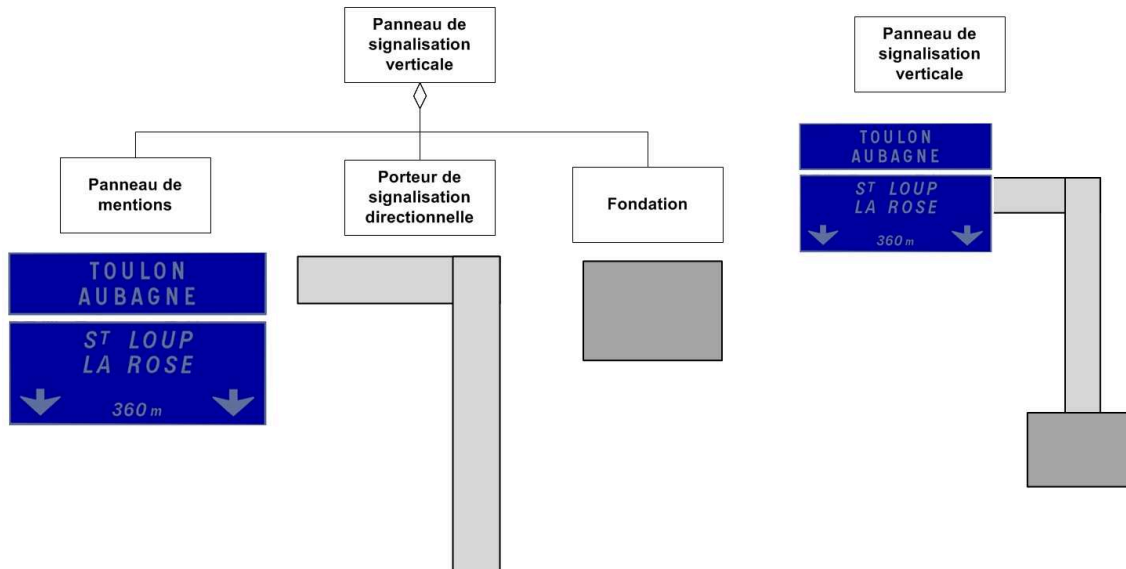 Panneau de
signalisation
verticale
Panneau de
mentions
Porteur de
signalisation
directionnelle
Fondation
TOULON
AUBAGNE
Sᵀ LOUP
LA ROSE
360 m
Panneau de
signalisation
verticale
TOULON
AUBAGNE
Sᵀ LOUP
LA ROSE
360 m